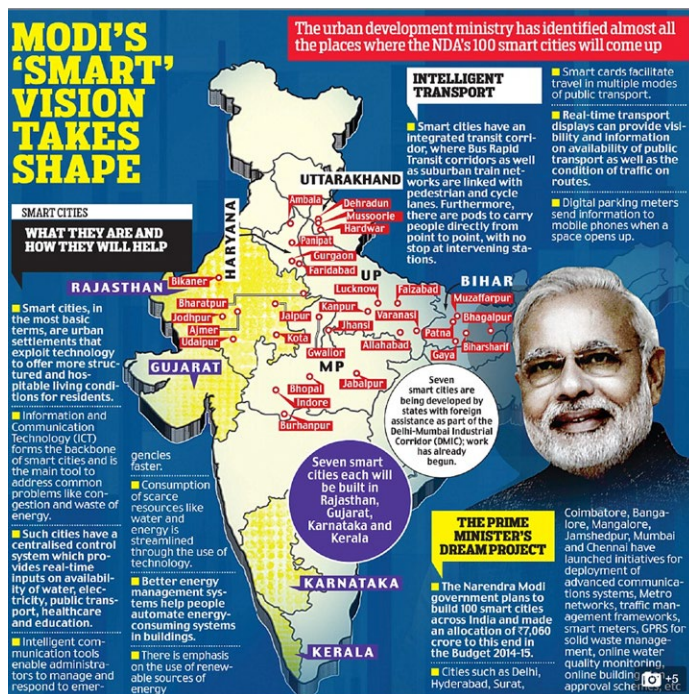 MODI'S
'SMART'
VISION
TAKES
SHAPE
The urban development ministry has identified almost all
the places where the NDA's 100 smart cities will come up
SMART CITIES
WHAT THEY ARE AND
HOW THEY WILL HELP
■ Smart cities, in
the most basic
terms, are urban
settlements that
exploit technology
to offer more struc-
tured and hos-
pitable living condi-
tions for residents.
■ Information and
Communication
Technology (ICT)
forms the backbone
of smart cities and is
the main tool to
address common
problems like con-
gestion and waste of
energy.
■ Such cities have a
centralised control
system which pro-
vides real-time
inputs on availabili-
ty of water, elec-
tricity, public trans-
port, healthcare
and education.
■ Intelligent com-
munication tools
enable administra-
tors to manage and
respond to emer-
gencies
faster.
■ Consumption
of scarce
resources like
water and
energy is
streamlined
through the use of
technology.
■ Better energy
management sys-
tems help people
automate energy-
consuming systems
in buildings.
■ There is emphasis
on the use of renew-
able sources of
energy
INTELLIGENT
TRANSPORT
■ Smart cities have an
integrated transit corri-
dor, where Bus Rapid
Transit corridors as well
as suburban train net-
works are linked with
pedestrian and cycle
lanes. Furthermore,
there are pods to carry
people directly from
point to point, with no
stop at intervening sta-
tions.
■ Smart cards facilitate
travel in multiple modes
of public transport.
■ Real-time transport
displays can provide vis-
ibility and information
on availability of public
transport as well as the
condition of traffic on
routes.
■ Digital parking meters
send information to
mobile phones when a
space opens up.
UTTARAKHAND
Ambala
Dehradun
Mussoorie
Hardwar
HARYANA
Panipat
Gurgaon
Faridabad
UP
RAJASTHAN
Bikaner
Bharatpur
Jodhpur
Ajmer
Udaipur
Jaipur
Kota
Lucknow
Faizabad
Kanpur
Varanasi
Jhansi
Allahabad
Gwalior
BIHAR
Muzaffarpur
Bhagalpur
Patna
Biharsharif
Gaya
GUJARAT
MP
Bhopal
Jabalpur
Indore
Burhanpur
Seven
smart cities are
being developed by
states with foreign
assistance as part of the
Delhi-Mumbai Industrial
Corridor (DMIC); work
has already
begun.
Seven smart
cities each will
be built in
Rajasthan,
Gujarat,
Karnataka and
Kerala
KARNATAKA
KERALA
THE PRIME
MINISTER'S
DREAM PROJECT
■ The Narendra Modi
government plans to
build 100 smart cities
across India and made
an allocation of ₹7,060
crore to this end in
the Budget 2014-15.
■ Cities such as Delhi,
Hyderabad, Surat,
Coimbatore, Banga-
lore, Mangalore,
Jamshedpur, Mumbai
and Chennai have
launched initiatives for
deployment of
advanced communica-
tions systems, Metro
networks, traffic man-
agement frameworks,
smart meters, GPRS for
solid waste manage-
ment, online water
quality monitoring,
online building
approval schemes, etc
+5